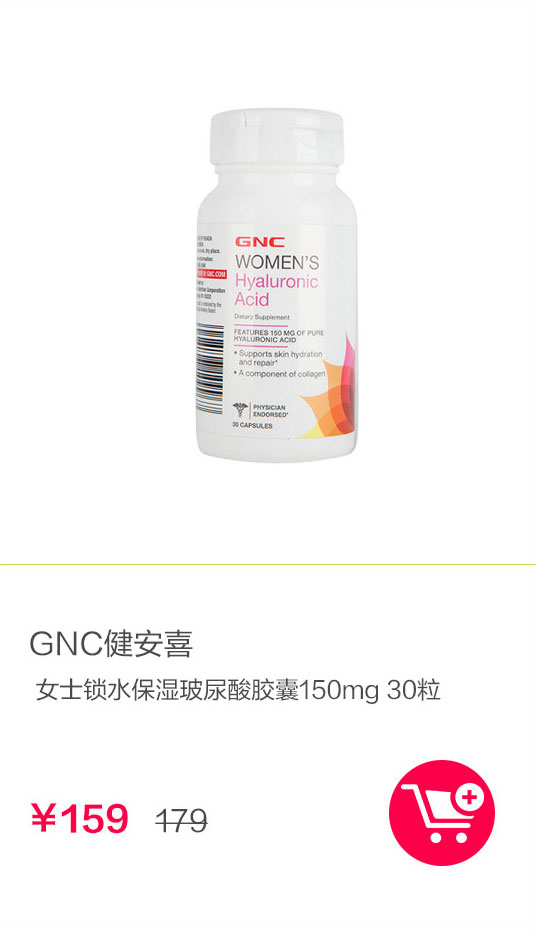 GNC
WOMEN'S
Hyaluronic
Acid
Dietary Supplement
FEATURES 150 MG OF PURE
HYALURONIC ACID
• Supports skin hydration
and repair*
• A component of collagen
PHYSICIAN
ENDORSED*
30 CAPSULES
GNC健安喜
女士锁水保湿玻尿酸胶囊150mg 30粒
¥159 179